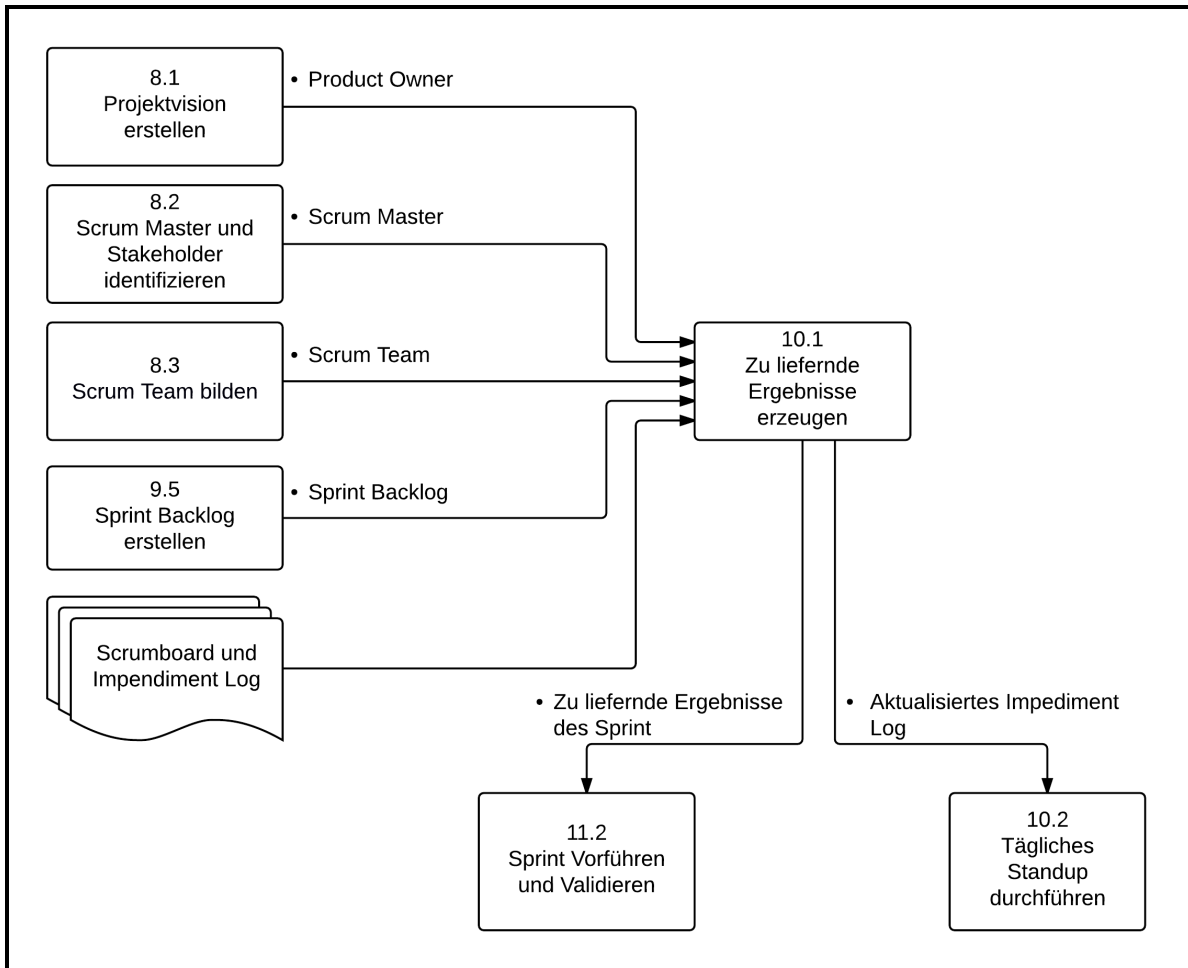 8.1
Projektvision
erstellen
• Product Owner
8.2
Scrum Master und
Stakeholder
identifizieren
• Scrum Master
8.3
Scrum Team bilden
• Scrum Team
10.1
Zu liefernde
Ergebnisse
erzeugen
9.5
Sprint Backlog
erstellen
• Sprint Backlog
Scrumboard und
Impendiment Log
• Zu liefernde Ergebnisse
des Sprint
• Aktualisiertes Impediment
Log
11.2
Sprint Vorführen
und Validieren
10.2
Tägliches
Standup
durchführen